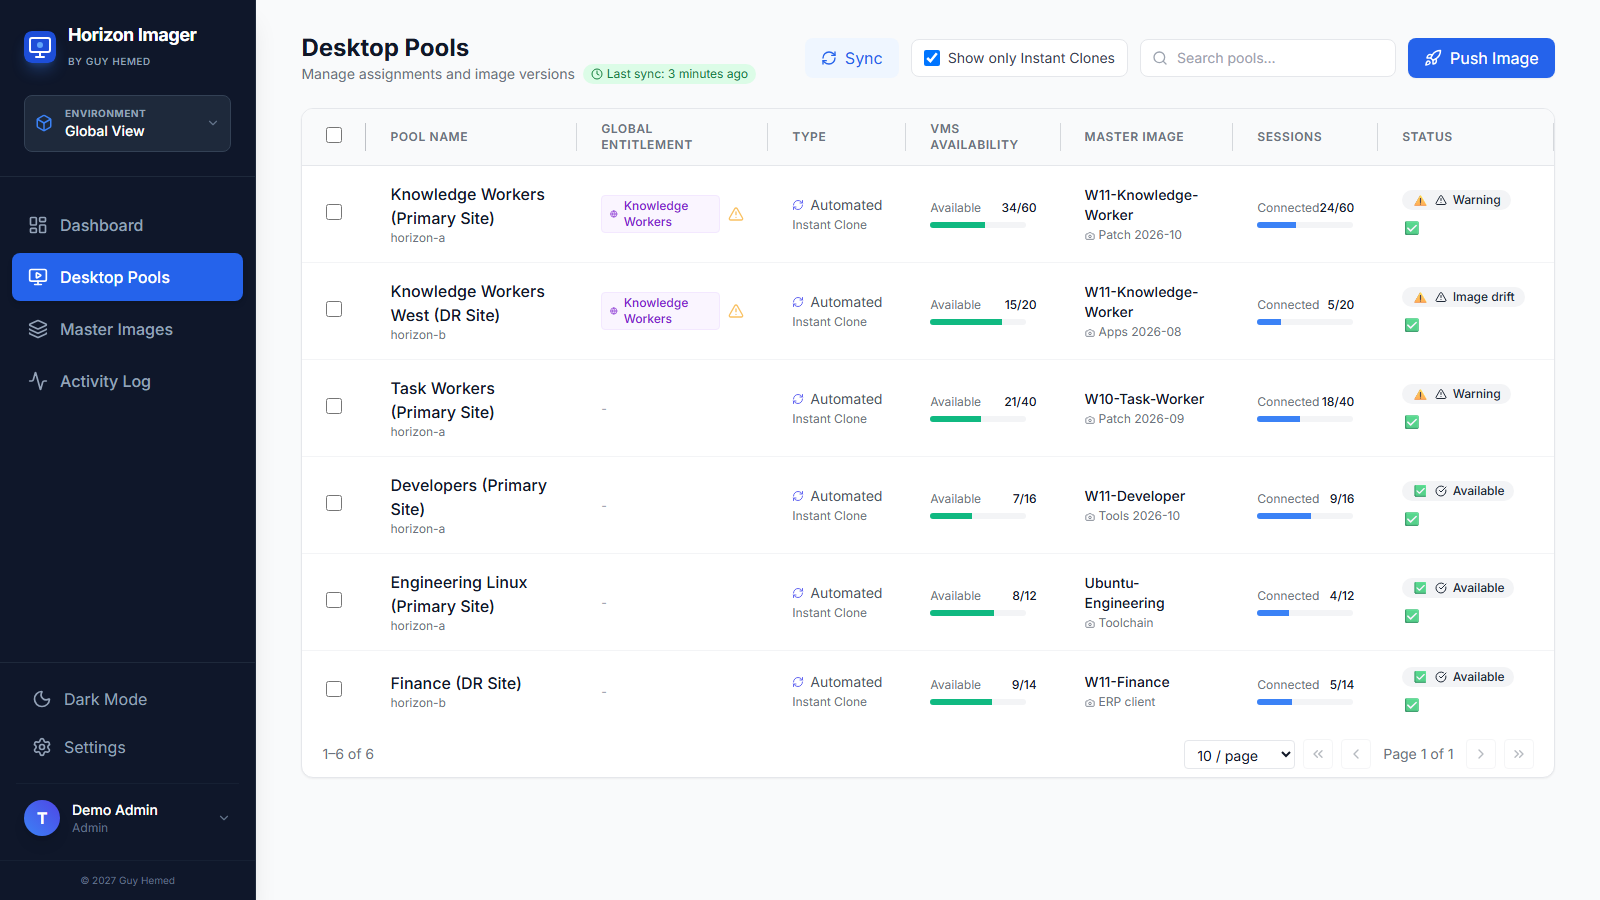 Horizon Imager
BY GUY HEMED
ENVIRONMENT
Global View
Dashboard
Desktop Pools
Master Images
Activity Log
Dark Mode
Settings
T
Demo Admin
Admin
© 2027 Guy Hemed
Desktop Pools
Manage assignments and image versions
Last sync: 3 minutes ago
Sync
Show only Instant Clones
Search pools...
Push Image
POOL NAME
GLOBAL
ENTITLEMENT
TYPE
VMS
AVAILABILITY
MASTER IMAGE
SESSIONS
STATUS
Knowledge Workers
(Primary Site)
horizon-a
Knowledge
Workers
Automated
Instant Clone
Available 34/60
W11-Knowledge-
Worker
Patch 2026-10
Connected 24/60
Warning
Knowledge Workers
West (DR Site)
horizon-b
Knowledge
Workers
Automated
Instant Clone
Available 15/20
W11-Knowledge-
Worker
Apps 2026-08
Connected 5/20
Image drift
Task Workers
(Primary Site)
horizon-a
-
Automated
Instant Clone
Available 21/40
W10-Task-Worker
Patch 2026-09
Connected 18/40
Warning
Developers (Primary
Site)
horizon-a
-
Automated
Instant Clone
Available 7/16
W11-Developer
Tools 2026-10
Connected 9/16
Available
Engineering Linux
(Primary Site)
horizon-a
-
Automated
Instant Clone
Available 8/12
Ubuntu-
Engineering
Toolchain
Connected 4/12
Available
Finance (DR Site)
horizon-b
-
Automated
Instant Clone
Available 9/14
W11-Finance
ERP client
Connected 5/14
Available
1–6 of 6
10 / page
Page 1 of 1